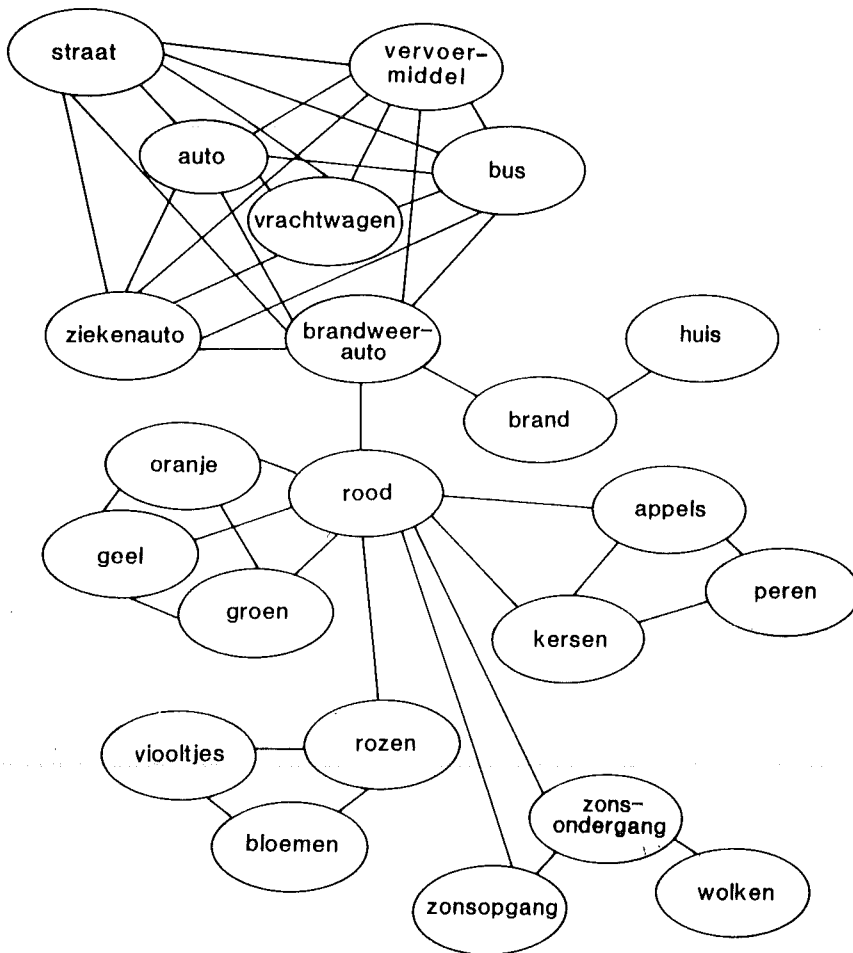 straat
vervoer-
middel
auto
bus
vrachtwagen
ziekenauto
brandweer-
auto
huis
brand
oranje
rood
appels
geel
peren
groen
kersen
viooltjes
rozen
bloemen
zons-
ondergang
zonsopgang
wolken